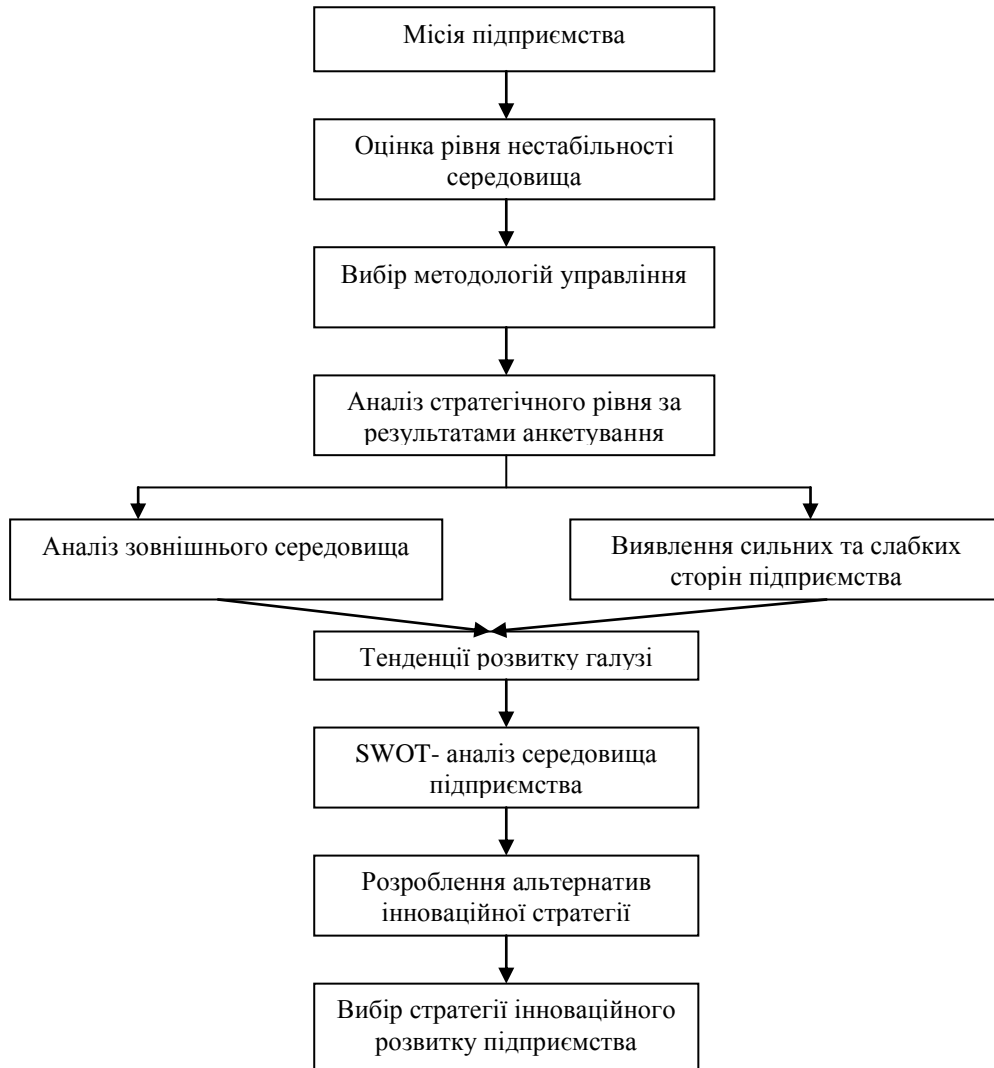 Місія підприємства
Оцінка рівня нестабільності
середовища
Вибір методологій управління
Аналіз стратегічного рівня за
результатами анкетування
Аналіз зовнішнього середовища
Виявлення сильних та слабких
сторін підприємства
Тенденції розвитку галузі
SWOT- аналіз середовища
підприємства
Розроблення альтернатив
інноваційної стратегії
Вибір стратегії інноваційного
розвитку підприємства